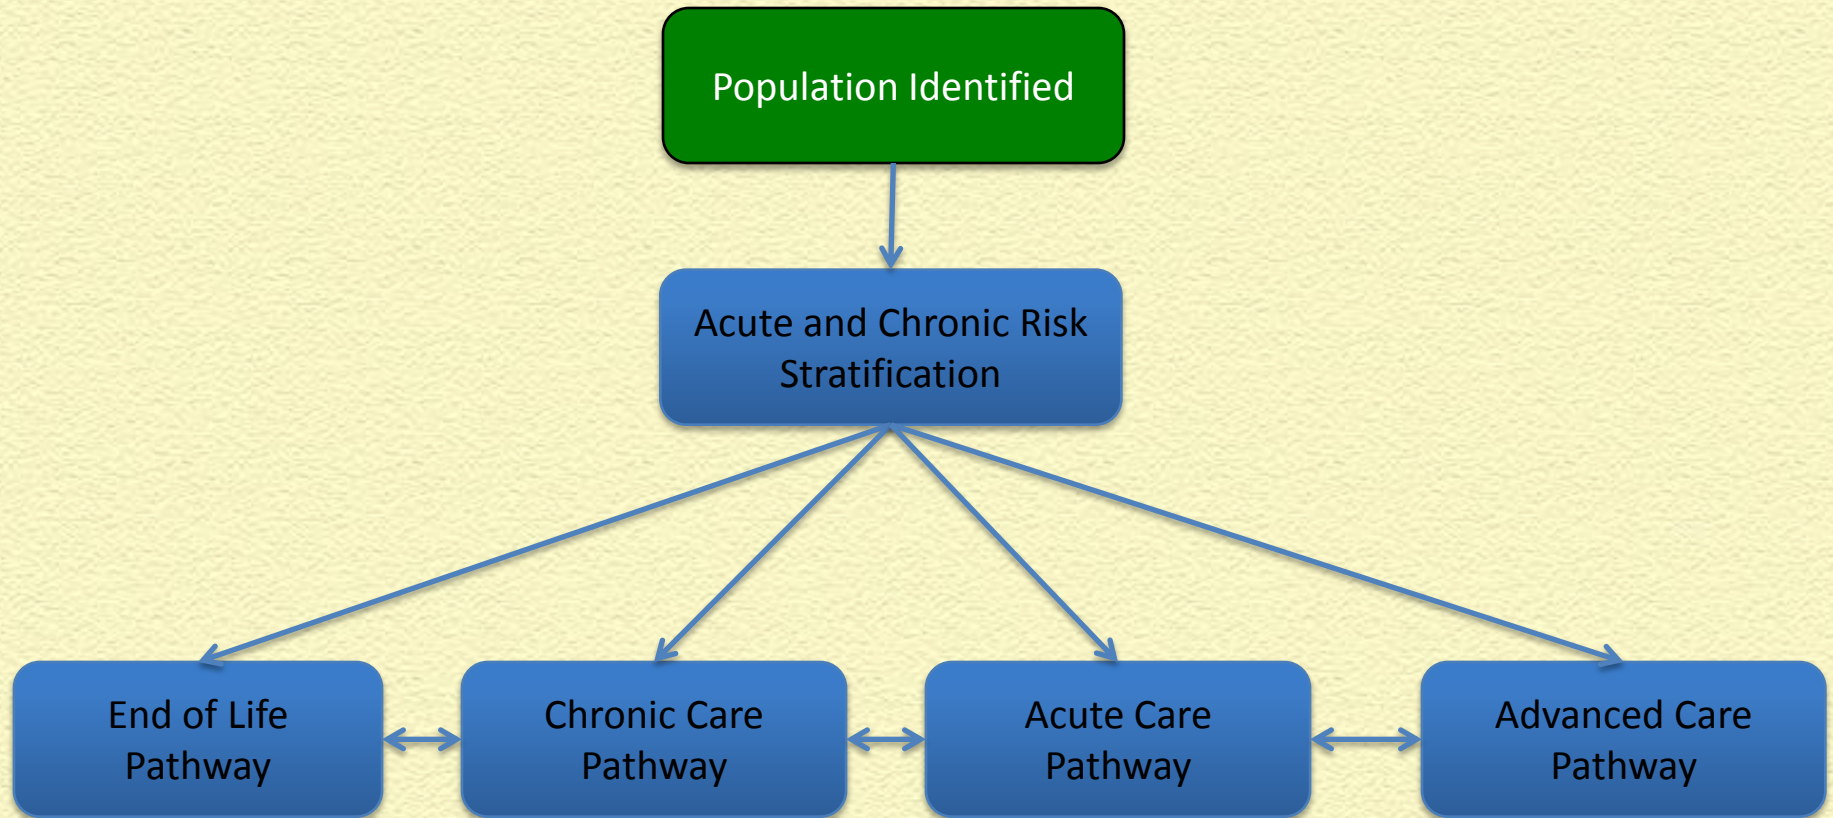 Population Identified
Acute and Chronic Risk
Stratification
End of Life
Pathway
Chronic Care
Pathway
Acute Care
Pathway
Advanced Care
Pathway